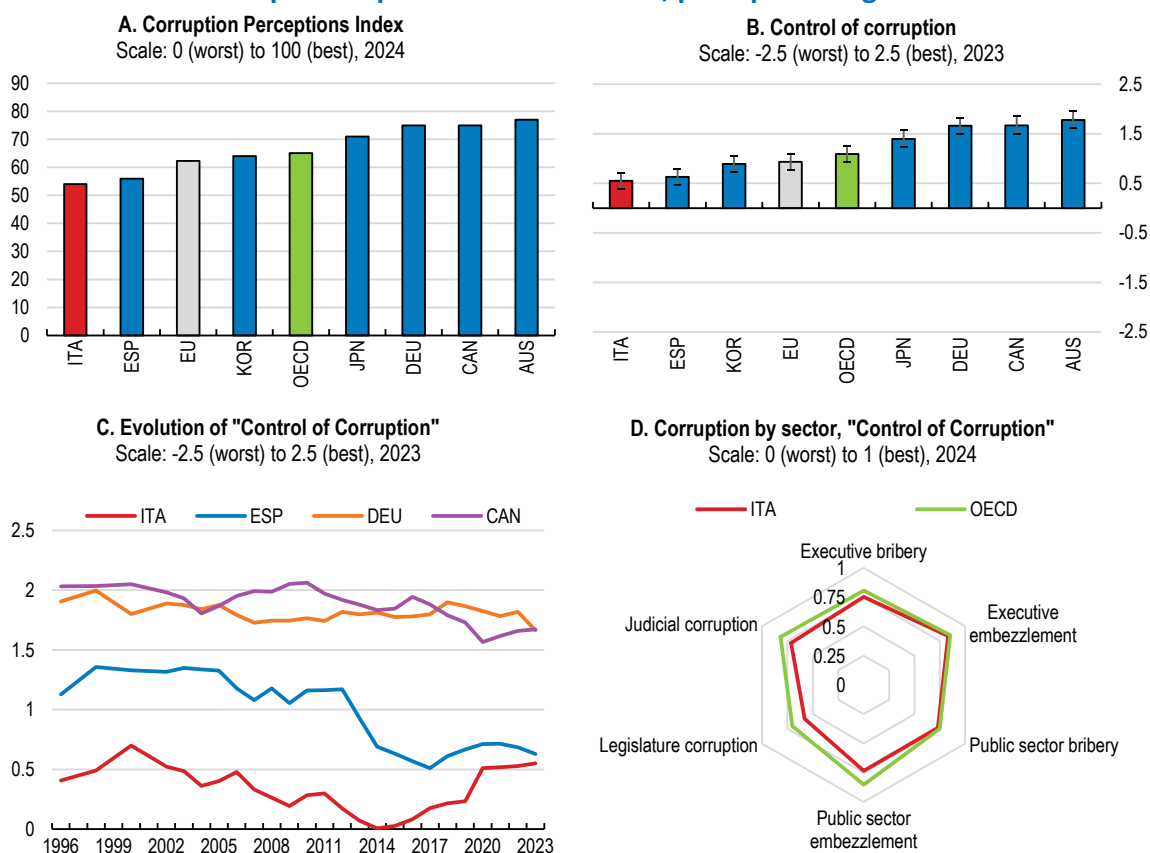 A. Corruption Perceptions Index
Scale: 0 (worst) to 100 (best), 2024
90
80
70
60
50
40
30
20
10
0
ITA
ESP
EU
KOR
OECD
JPN
DEU
CAN
AUS
B. Control of corruption
Scale: -2.5 (worst) to 2.5 (best), 2023
2.5
1.5
0.5
-0.5
-1.5
-2.5
ITA
ESP
KOR
EU
OECD
JPN
DEU
CAN
AUS
C. Evolution of "Control of Corruption"
Scale: -2.5 (worst) to 2.5 (best), 2023
ITA ESP DEU CAN
2.5
2
1.5
1
0.5
0
1996 1999 2002 2005 2008 2011 2014 2017 2020 2023
D. Corruption by sector, "Control of Corruption"
Scale: 0 (worst) to 1 (best), 2024
ITA OECD
Executive bribery
1
0.75
0.5
0.25
0
Executive
embezzlement
Public sector bribery
Public sector
embezzlement
Legislature corruption
Judicial corruption